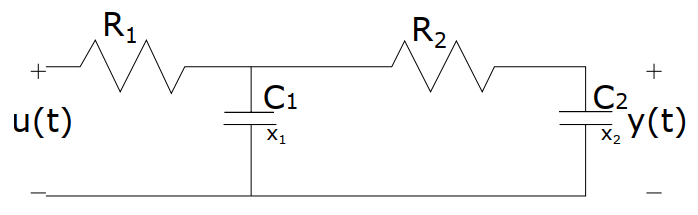 R₁
R₂
+
+
C1
C2
u(t)
x₁
x₂
y(t)
−
−